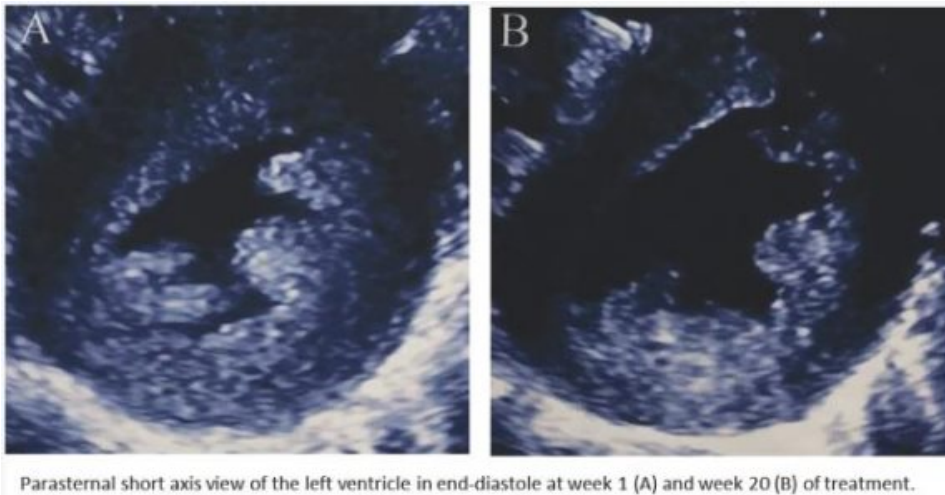 A B
Parasternal short axis view of the left ventricle in end-diastole at week 1 (A) and week 20 (B) of treatment.